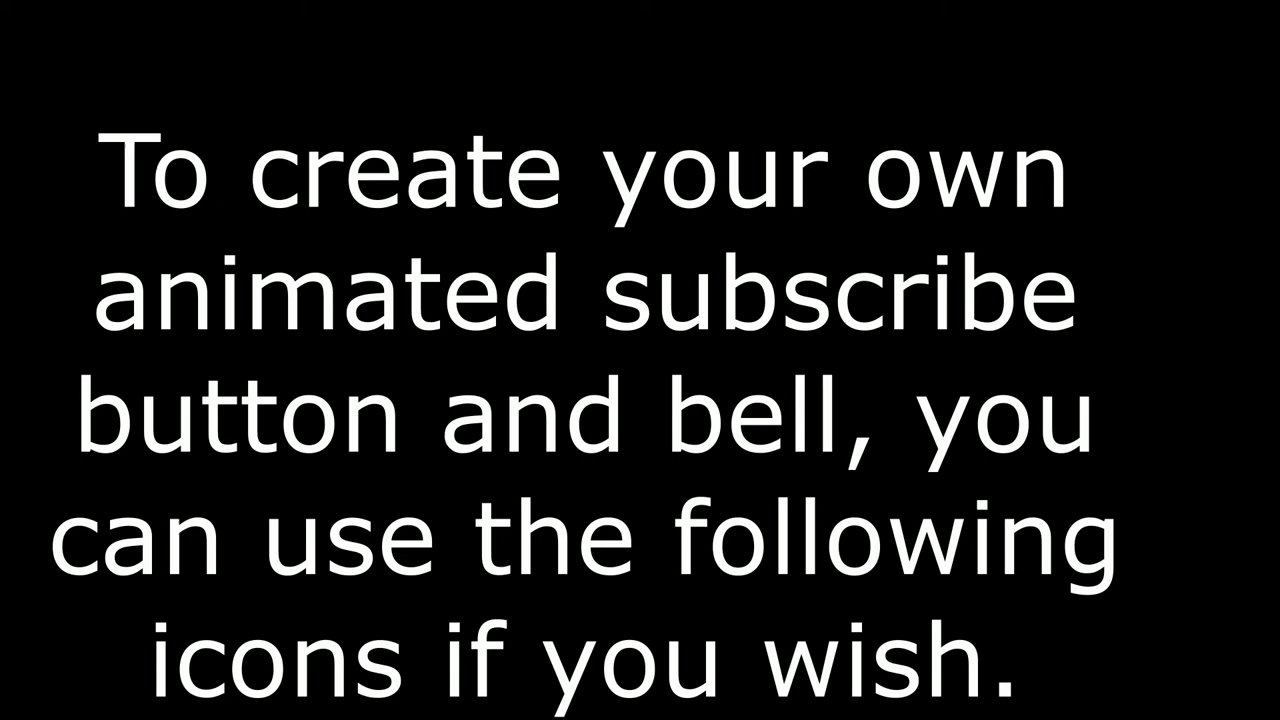 To create your own
animated subscribe
button and bell, you
can use the following
icons if you wish.